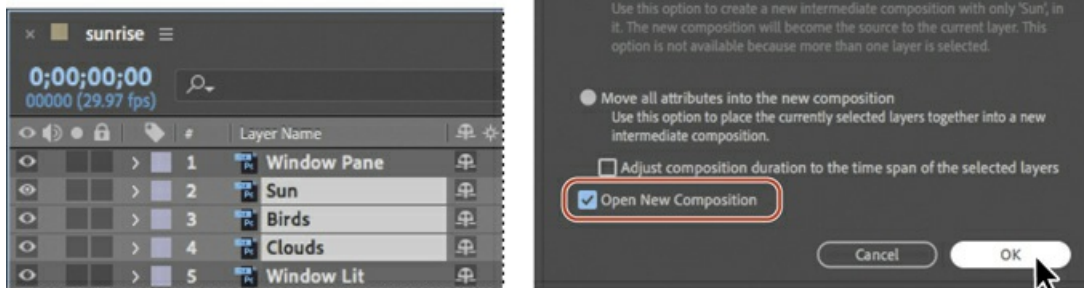 × sunrise
0;00;00;00
00000 (29.97 fps)
# Layer Name
1 Window Pane
2 Sun
3 Birds
4 Clouds
5 Window Lit
Use this option to create a new intermediate composition with only 'Sun', in
it. The new composition will become the source to the current layer. This
option is not available because more than one layer is selected.
Move all attributes into the new composition
Use this option to place the currently selected layers together into a new
intermediate composition.
Adjust composition duration to the time span of the selected layers
Open New Composition
Cancel OK